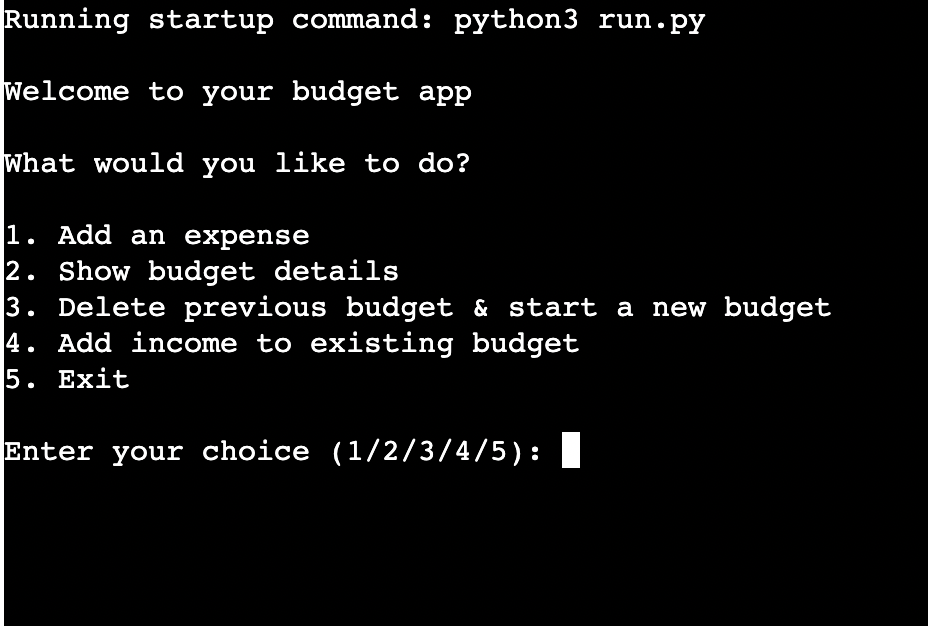 Running startup command: python3 run.py
Welcome to your budget app
What would you like to do?
1. Add an expense
2. Show budget details
3. Delete previous budget & start a new budget
4. Add income to existing budget
5. Exit
Enter your choice (1/2/3/4/5):